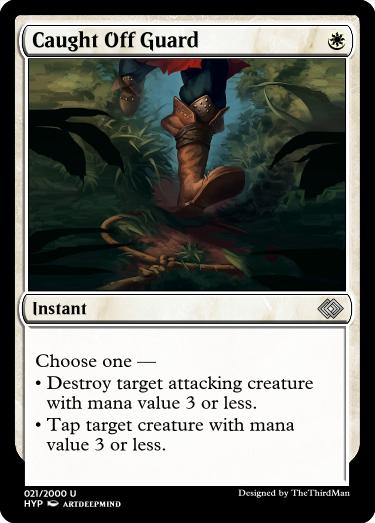 Caught Off Guard
Instant
Choose one —
• Destroy target attacking creature
with mana value 3 or less.
• Tap target creature with mana
value 3 or less.
021/2000 U
HYP ARTDEEPMIND
Designed by TheThirdMan